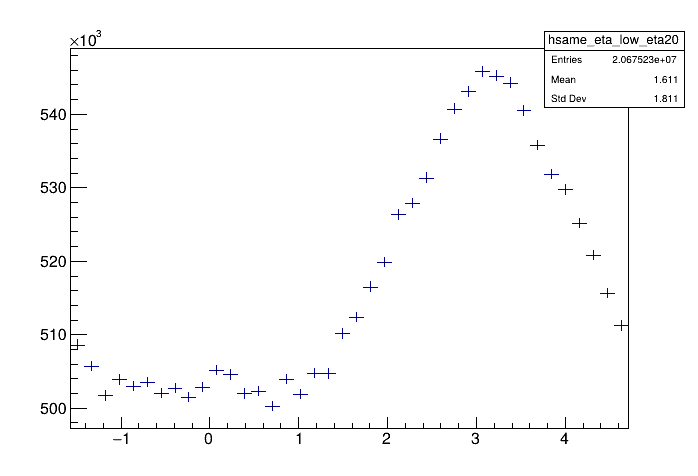 ×10³
hsame_eta_low_eta20
Entries 2.067523e+07
Mean 1.611
Std Dev 1.811
540
530
520
510
500
−1 0 1 2 3 4